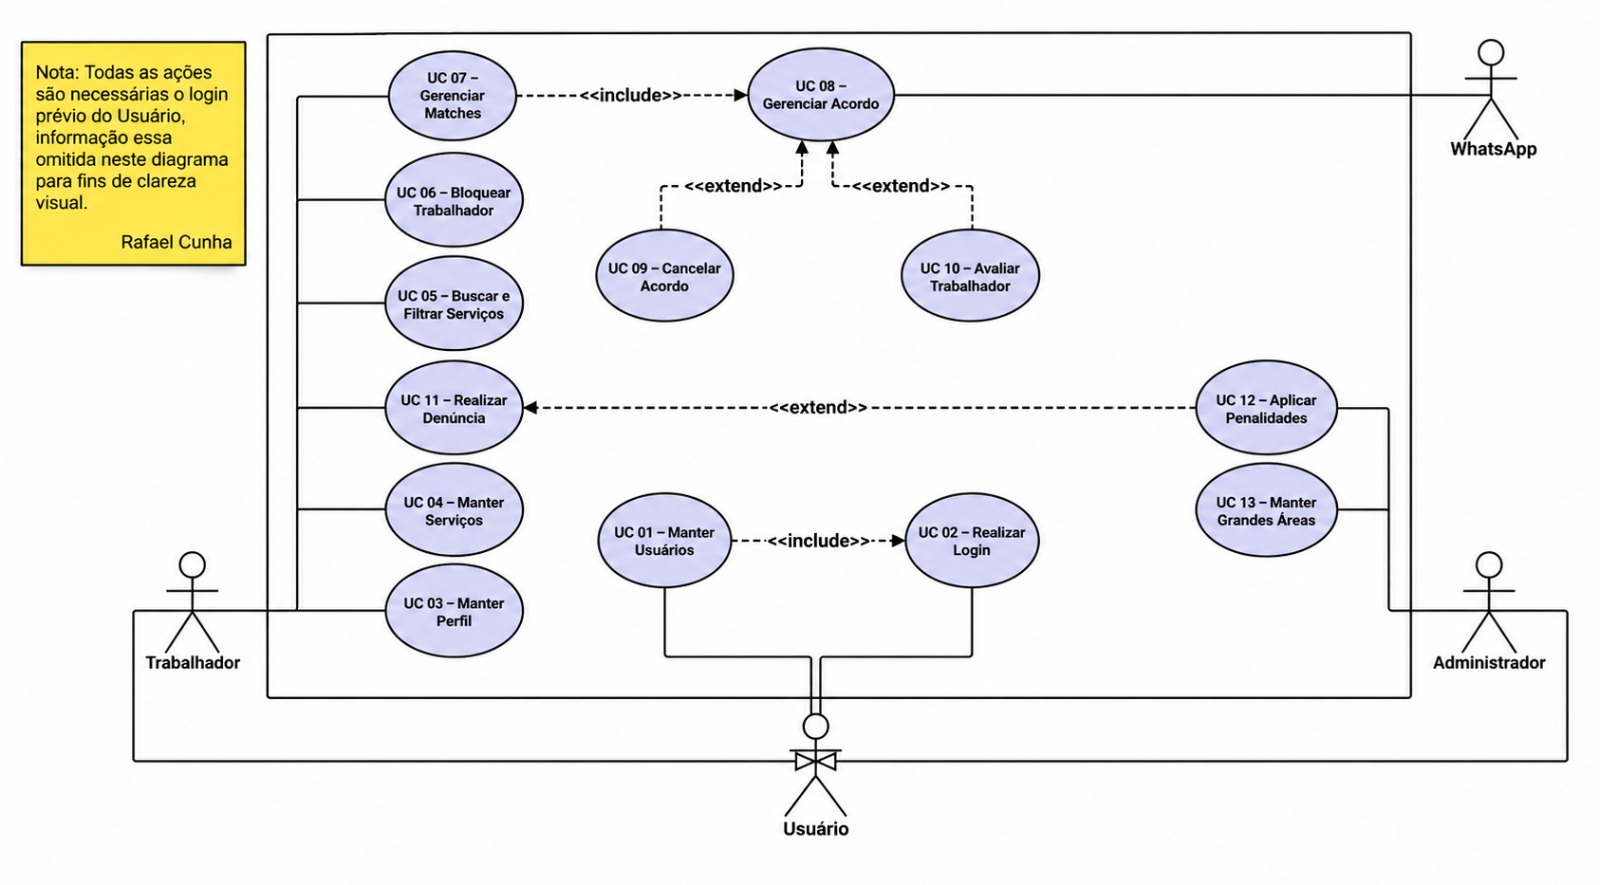 Nota: Todas as ações
são necessárias o login
prévio do Usuário,
informação essa
omitida neste diagrama
para fins de clareza
visual.
Rafael Cunha
UC 07 –
Gerenciar
Matches
<<include>>
UC 08 –
Gerenciar Acordo
WhatsApp
UC 06 – Bloquear
Trabalhador
<<extend>>
<<extend>>
UC 09 – Cancelar
Acordo
UC 10 – Avaliar
Trabalhador
UC 05 – Buscar e
Filtrar Serviços
UC 11 – Realizar
Denúncia
<<extend>>
UC 12 – Aplicar
Penalidades
UC 04 – Manter
Serviços
UC 01 – Manter
Usuários
<<include>>
UC 02 – Realizar
Login
UC 13 – Manter
Grandes Áreas
UC 03 – Manter
Perfil
Trabalhador
Administrador
Usuário